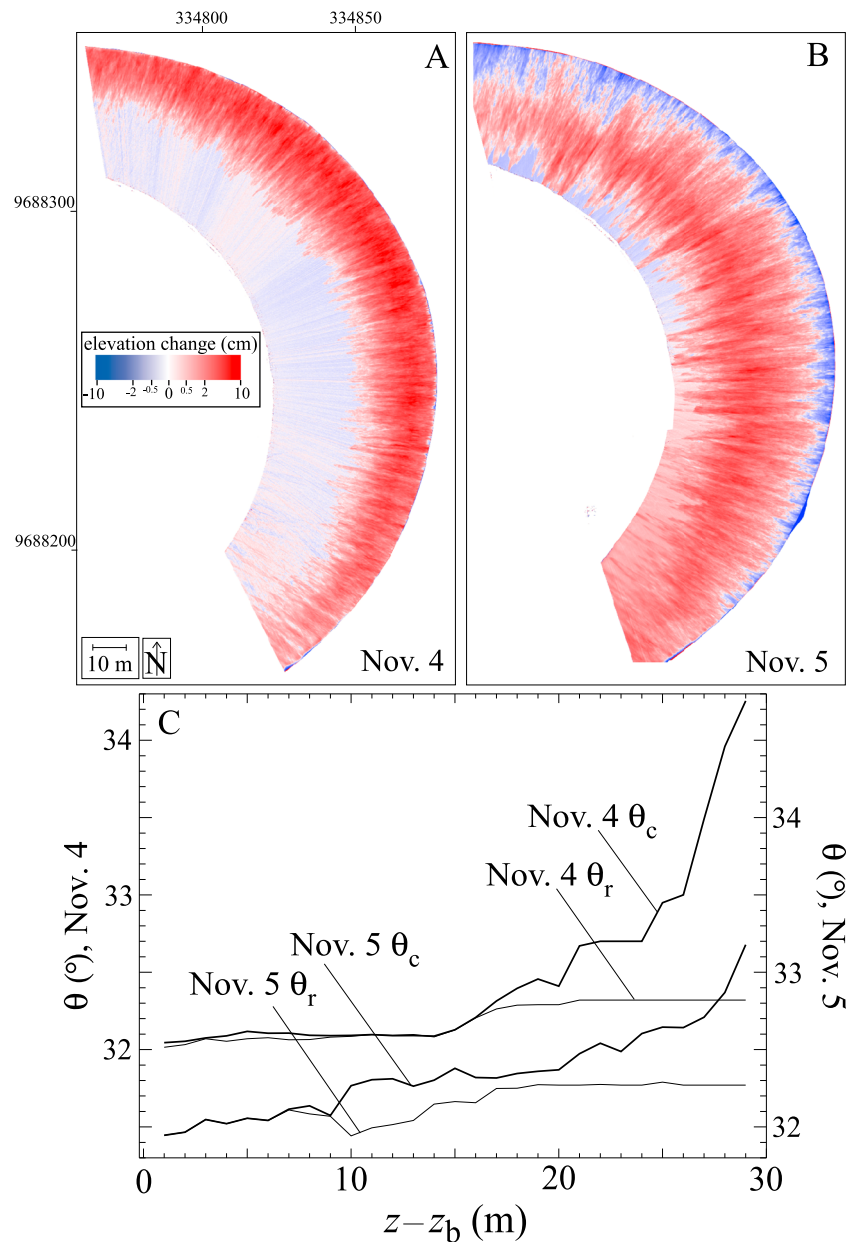 334800 334850
A
B
9688300
elevation change (cm)
-10 -2 -0.5 0 0.5 2 10
9688200
10 m
N
Nov. 4
Nov. 5
C
34
33
32
θ (°), Nov. 4
Nov. 4 θc
Nov. 4 θr
Nov. 5 θc
Nov. 5 θr
34
33
32
θ (°), Nov. 5
0 10 20 30
z−zb (m)